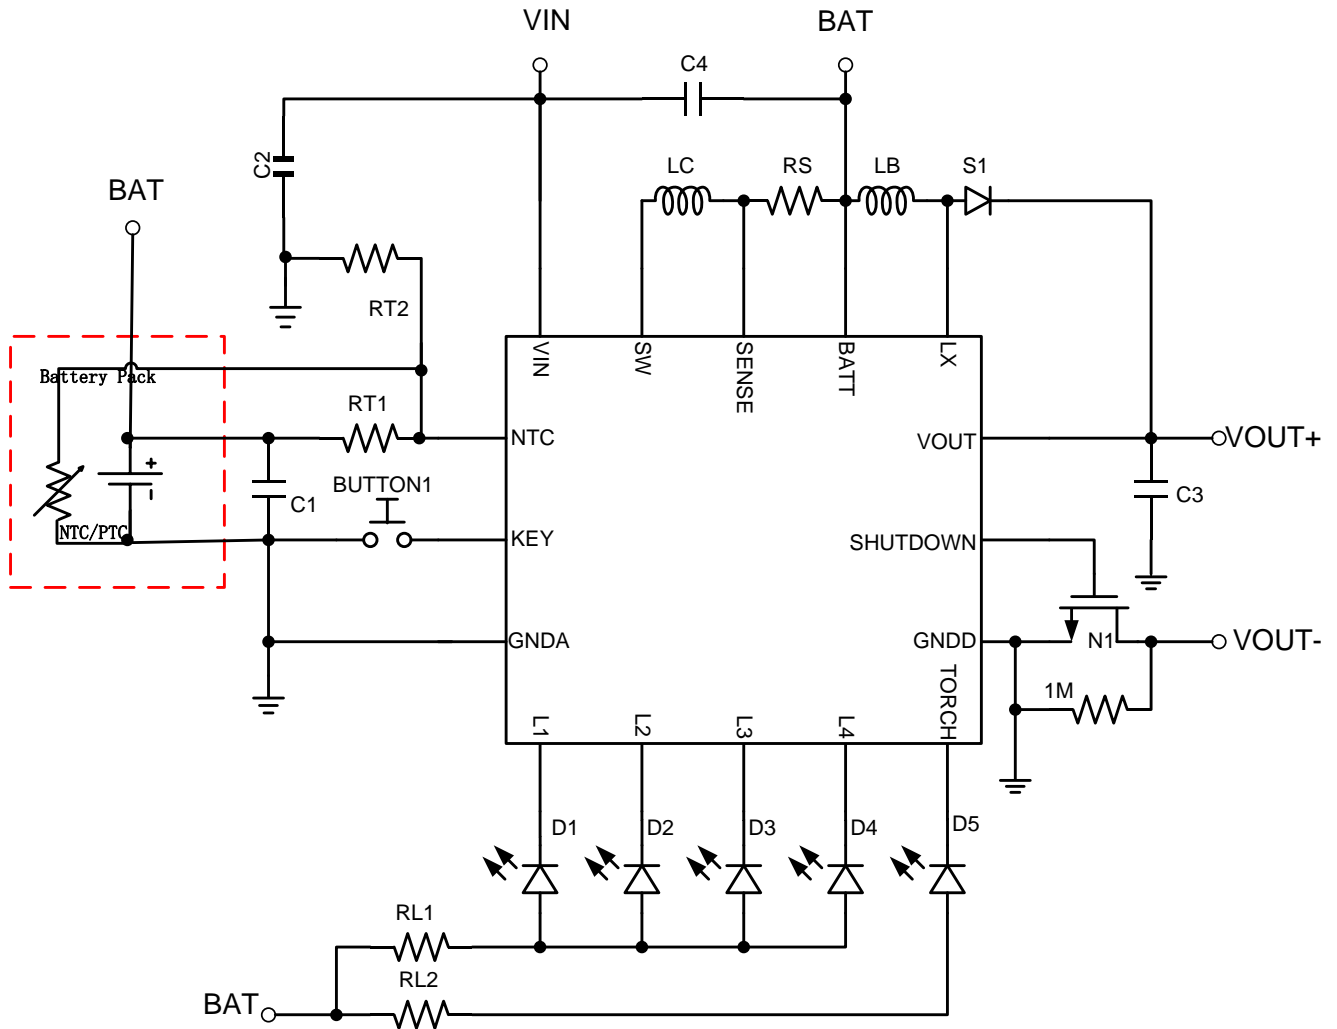 VIN
BAT
C4
C2
LC
RS
LB
S1
BAT
RT2
VIN
SW
SENSE
BATT
LX
Battery Pack
RT1
NTC
VOUT
VOUT+
+
-
C1
BUTTON1
C3
NTC/PTC
KEY
SHUTDOWN
GNDA
GNDD
N1
VOUT-
TORCH
1M
L1
L2
L3
L4
D1
D2
D3
D4
D5
RL1
RL2
BAT